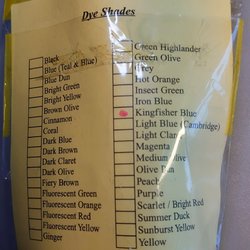 Dye Shades
Black
Blue (Teal & Blue)
Blue Dun
Bright Green
Bright Yellow
Brown Olive
Cinnamon
Coral
Dark Blue
Dark Brown
Dark Claret
Dark Olive
Fiery Brown
Fluorescent Green
Fluorescent Orange
Fluorescent Red
Fluorescent Yellow
Ginger
Green Highlander
Green Olive
Grey
Hot Orange
Insect Green
Iron Blue
Kingfisher Blue
Light Blue (Cambridge)
Light Claret
Magenta
Medium Olive
Olive Dun
Pearl
Purple
Scarlet / Bright Red
Summer Duck
Sunburst Yellow
Yellow